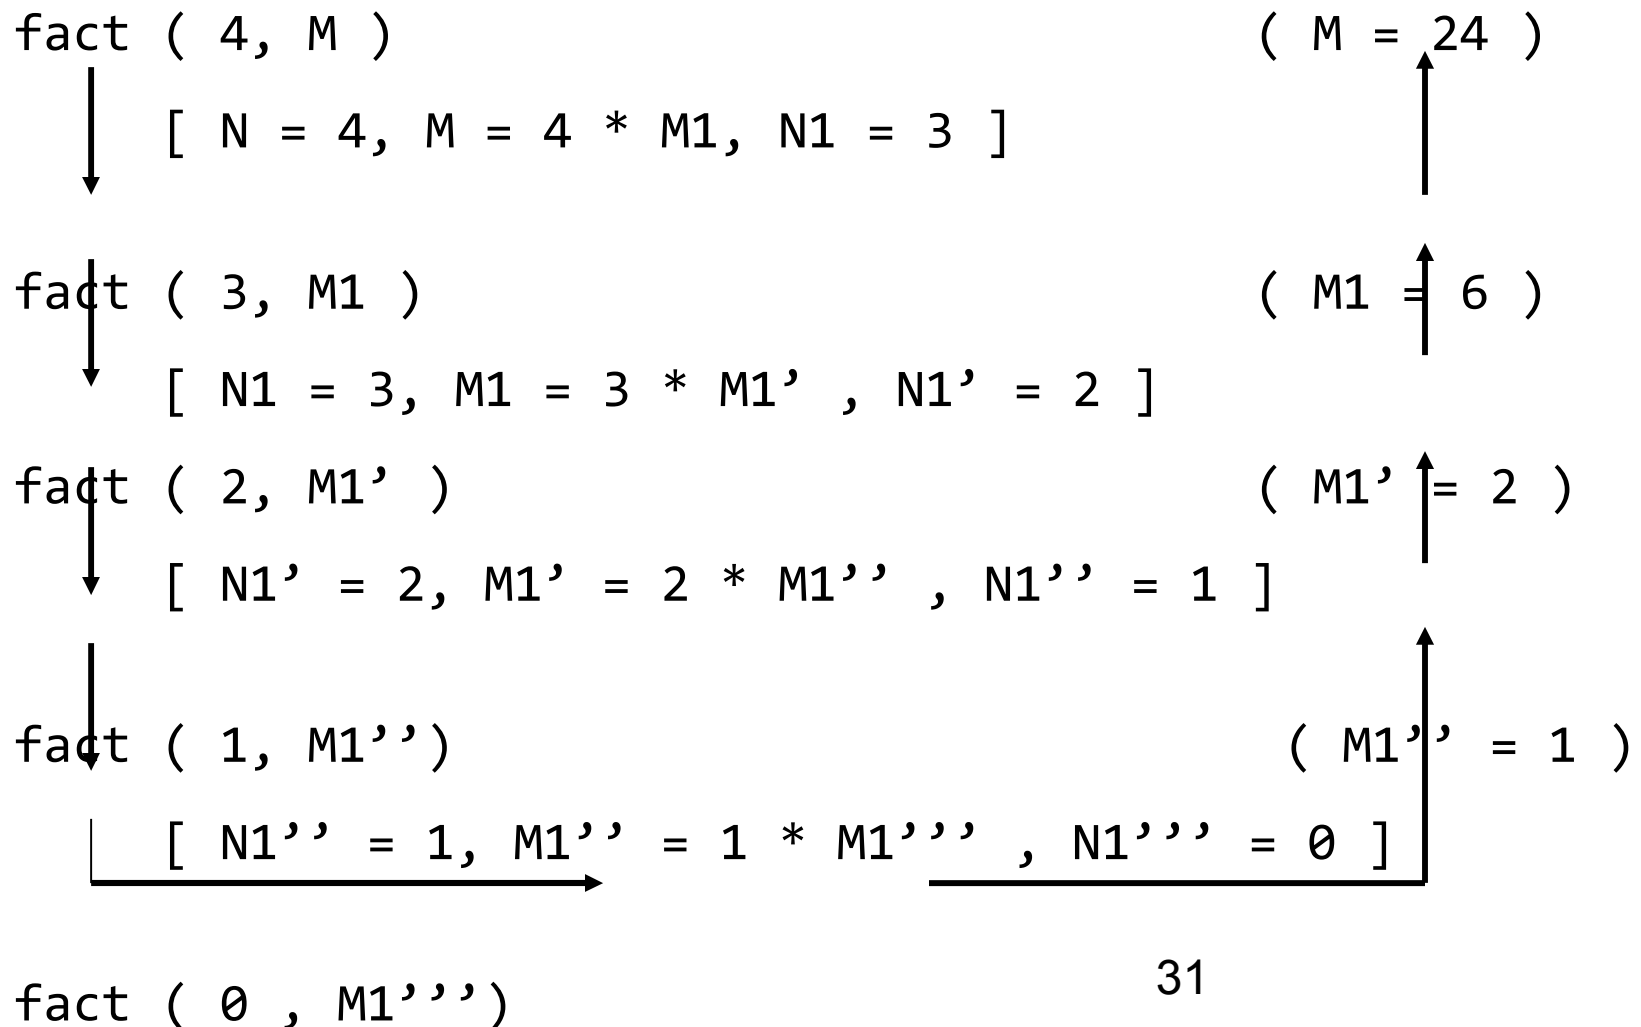 fact ( 4, M ) ( M = 24 )
[ N = 4, M = 4 * M1, N1 = 3 ]
fact ( 3, M1 ) ( M1 = 6 )
[ N1 = 3, M1 = 3 * M1’ , N1’ = 2 ]
fact ( 2, M1’ ) ( M1’ = 2 )
[ N1’ = 2, M1’ = 2 * M1’’ , N1’’ = 1 ]
fact ( 1, M1’’) ( M1’’ = 1 )
[ N1’’ = 1, M1’’ = 1 * M1’’’ , N1’’’ = 0 ]
31
fact ( 0 , M1’’’)